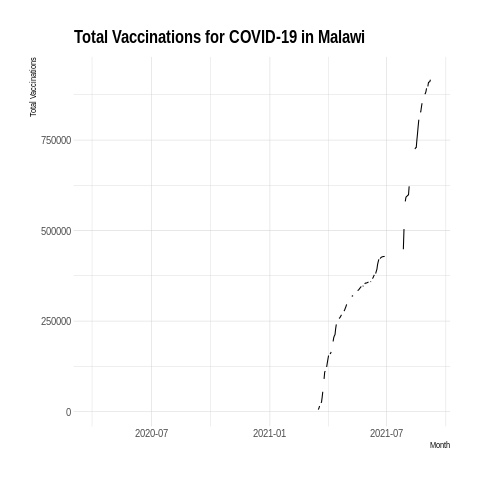 Total Vaccinations for COVID-19 in Malawi
Total Vaccinations
750000
500000
250000
0
2020-07
2021-01
2021-07
Month